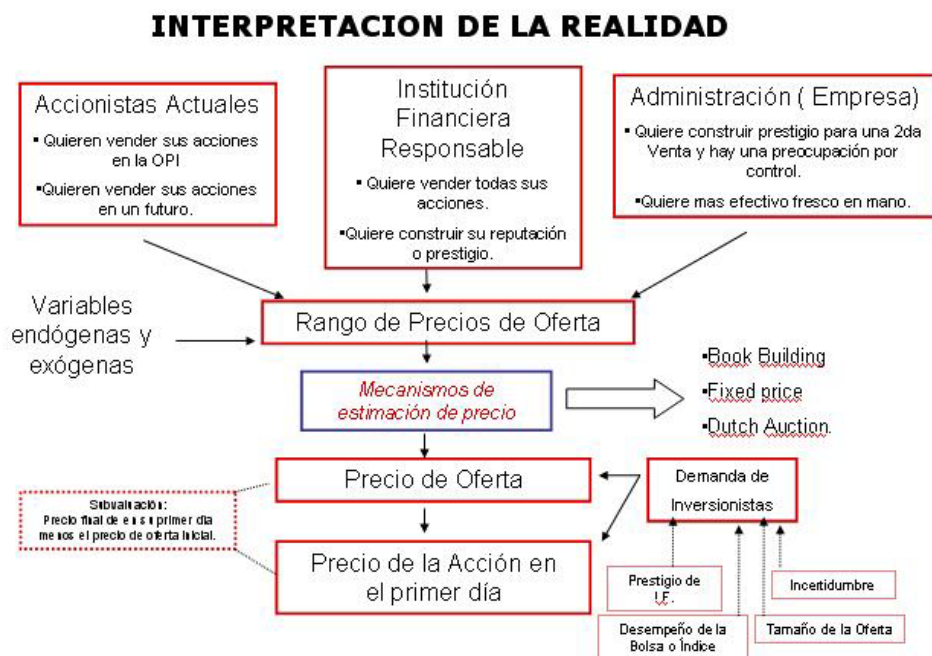 INTERPRETACION DE LA REALIDAD
Accionistas Actuales
▪ Quieren vender sus acciones
en la OPI
▪Quieren vender sus acciones
en un futuro.
Institución
Financiera
Responsable
▪ Quiere vender todas sus
acciones.
▪Quiere construir su reputación
o prestigio.
Administración ( Empresa)
▪ Quiere construir prestigio para una 2da
Venta y hay una preocupación por
control.
▪Quiere mas efectivo fresco en mano.
Variables
endógenas y
exógenas
Rango de Precios de Oferta
Mecanismos de
estimación de precio
▪Book Building
▪Fixed price
▪Dutch Auction.
Precio de Oferta
Demanda de
Inversionistas
Subvaluación:
Precio final de en su primer día
menos el precio de oferta inicial.
Precio de la Acción en
el primer día
Prestigio de
I.F.
Incertidumbre
Desempeño de la
Bolsa o Índice
Tamaño de la Oferta